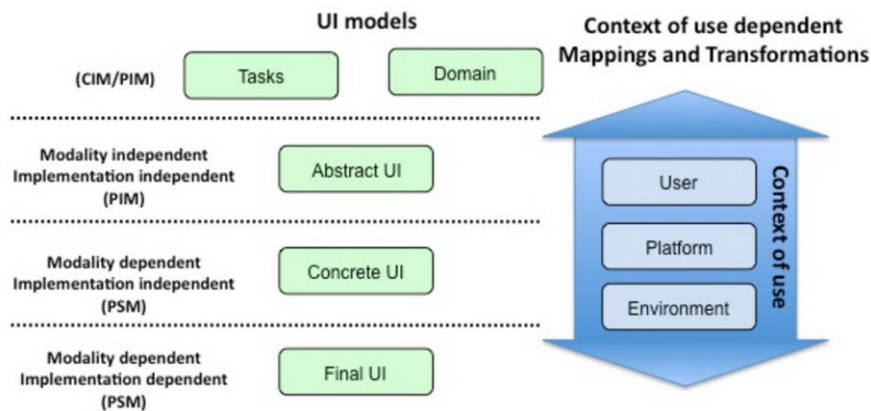 UI models
Context of use dependent
Mappings and Transformations
(CIM/PIM)
Tasks
Domain
Modality independent
Implementation independent
(PIM)
Abstract UI
Modality dependent
Implementation independent
(PSM)
Concrete UI
Modality dependent
Implementation dependent
(PSM)
Final UI
User
Platform
Environment
Context of use